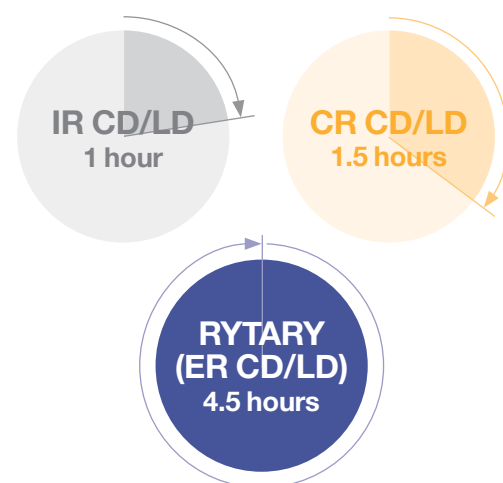 IR CD/LD
1 hour
CR CD/LD
1.5 hours
RYTARY
(ER CD/LD)
4.5 hours